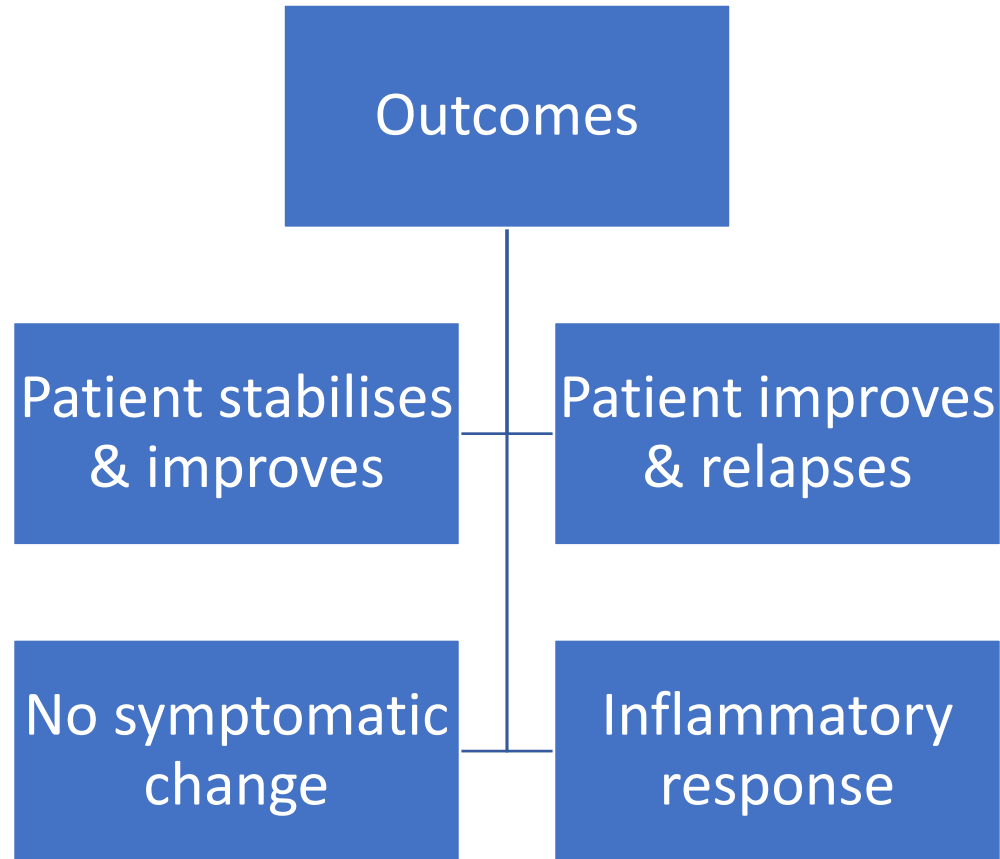 Outcomes
Patient stabilises
& improves
Patient improves
& relapses
No symptomatic
change
Inflammatory
response